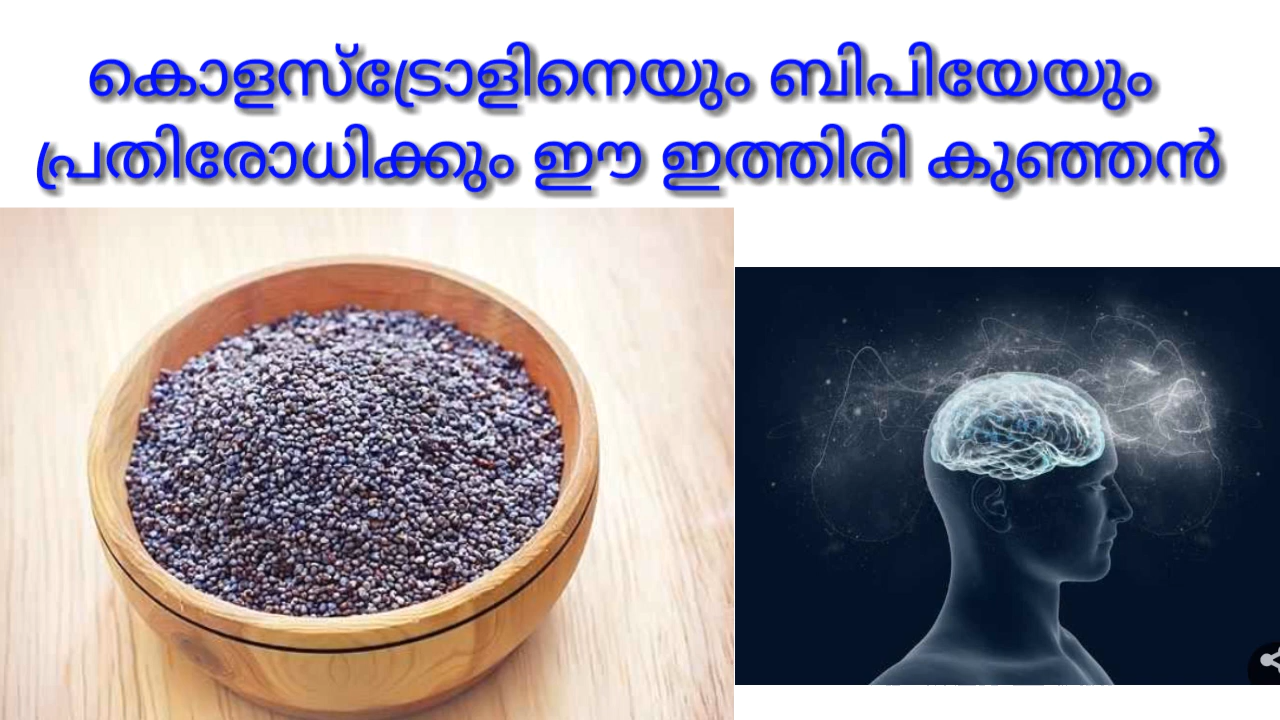 കൊളസ്ട്രോളിനെയും ബിപിയേയും
പ്രതിരോധിക്കും ഈ ഇത്തിരി കുഞ്ഞൻ